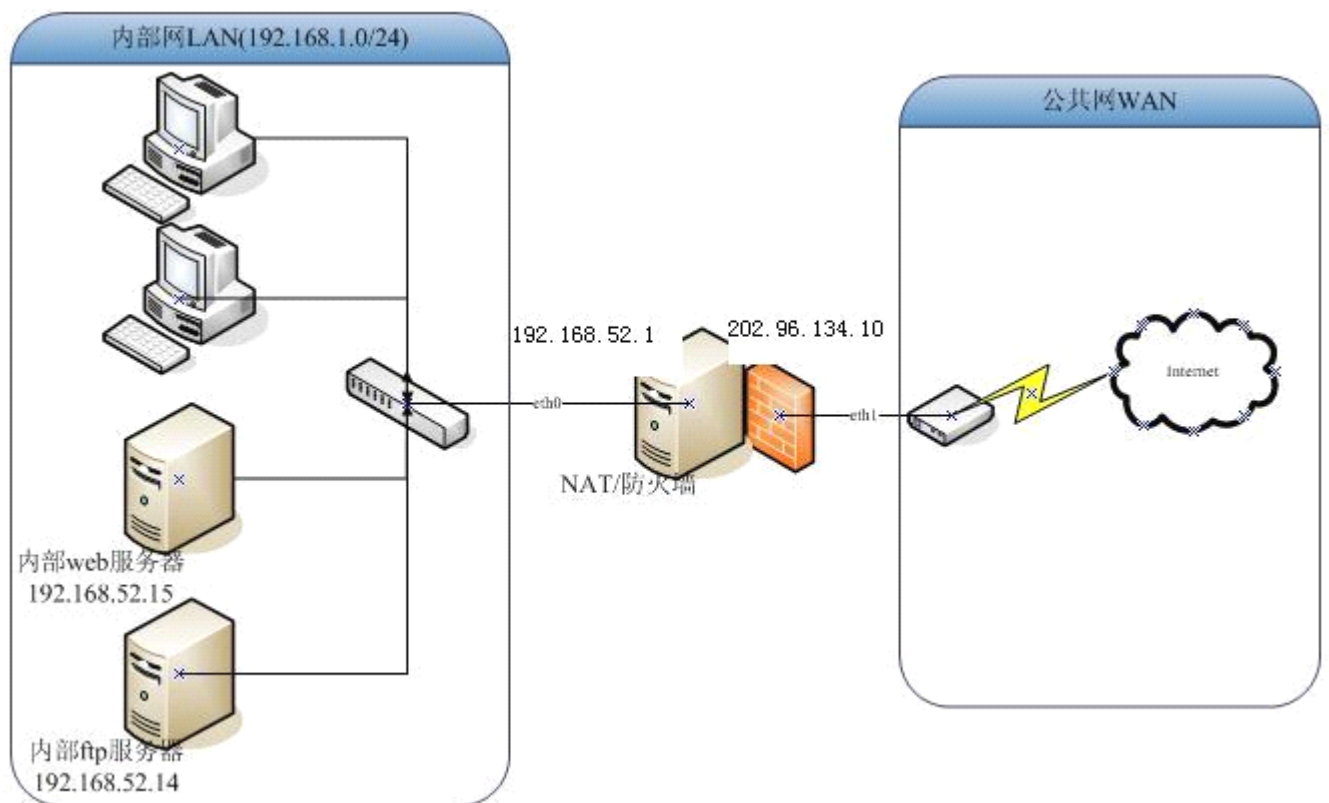 内部网LAN(192.168.1.0/24)
公共网WAN
192.168.52.1
202.96.134.10
Internet
eth0
eth1
NAT/防火墙
内部web服务器
192.168.52.15
内部ftp服务器
192.168.52.14